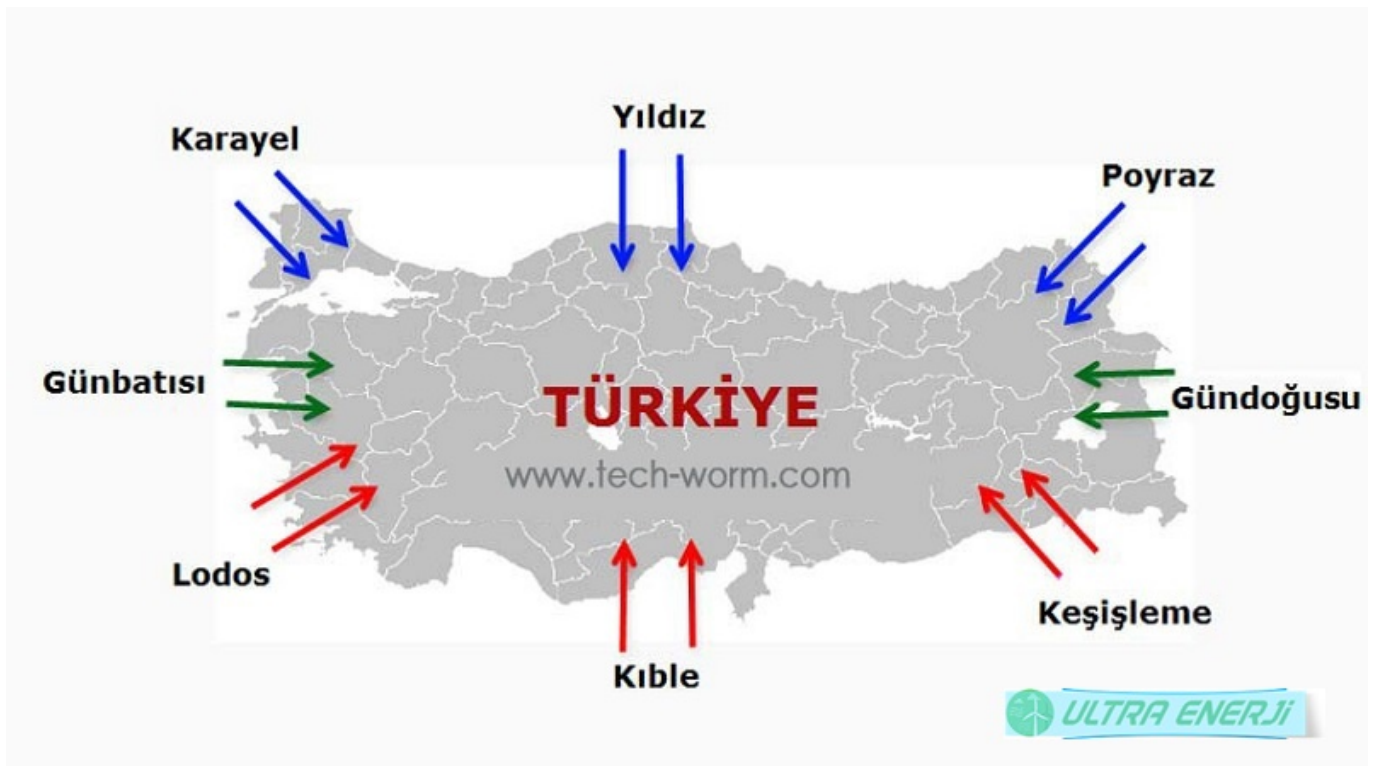 Karayel
Yıldız
Poyraz
Günbatısı
TÜRKİYE
Gündoğusu
www.tech-worm.com
Lodos
Keşişleme
Kıble
ULTRA ENERJi